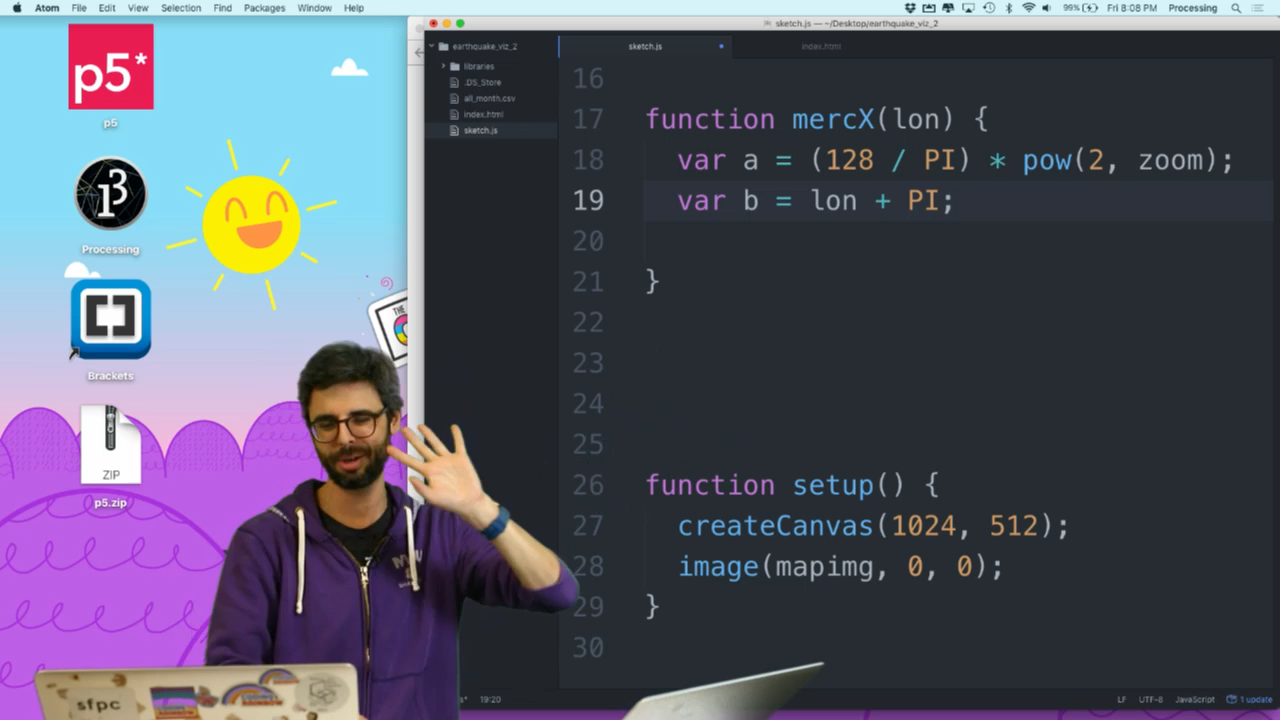 Atom File Edit View Selection Find Packages Window Help
99% Fri 8:08 PM Processing
sketch.js — ~/Desktop/earthquake_viz_2
p5*
p5
Processing
Brackets
ZIP
p5.zip
THE
earthquake_viz_2
libraries
.DS_Store
all_month.csv
index.html
sketch.js
sketch.js
index.html
16
17 function mercX(lon) {
18 var a = (128 / PI) * pow(2, zoom);
19 var b = lon + PI;
20
21 }
22
23
24
25
26 function setup() {
27 createCanvas(1024, 512);
28 image(mapimg, 0, 0);
29 }
30
19:20
LF UTF-8 JavaScript 1 update
sfpc